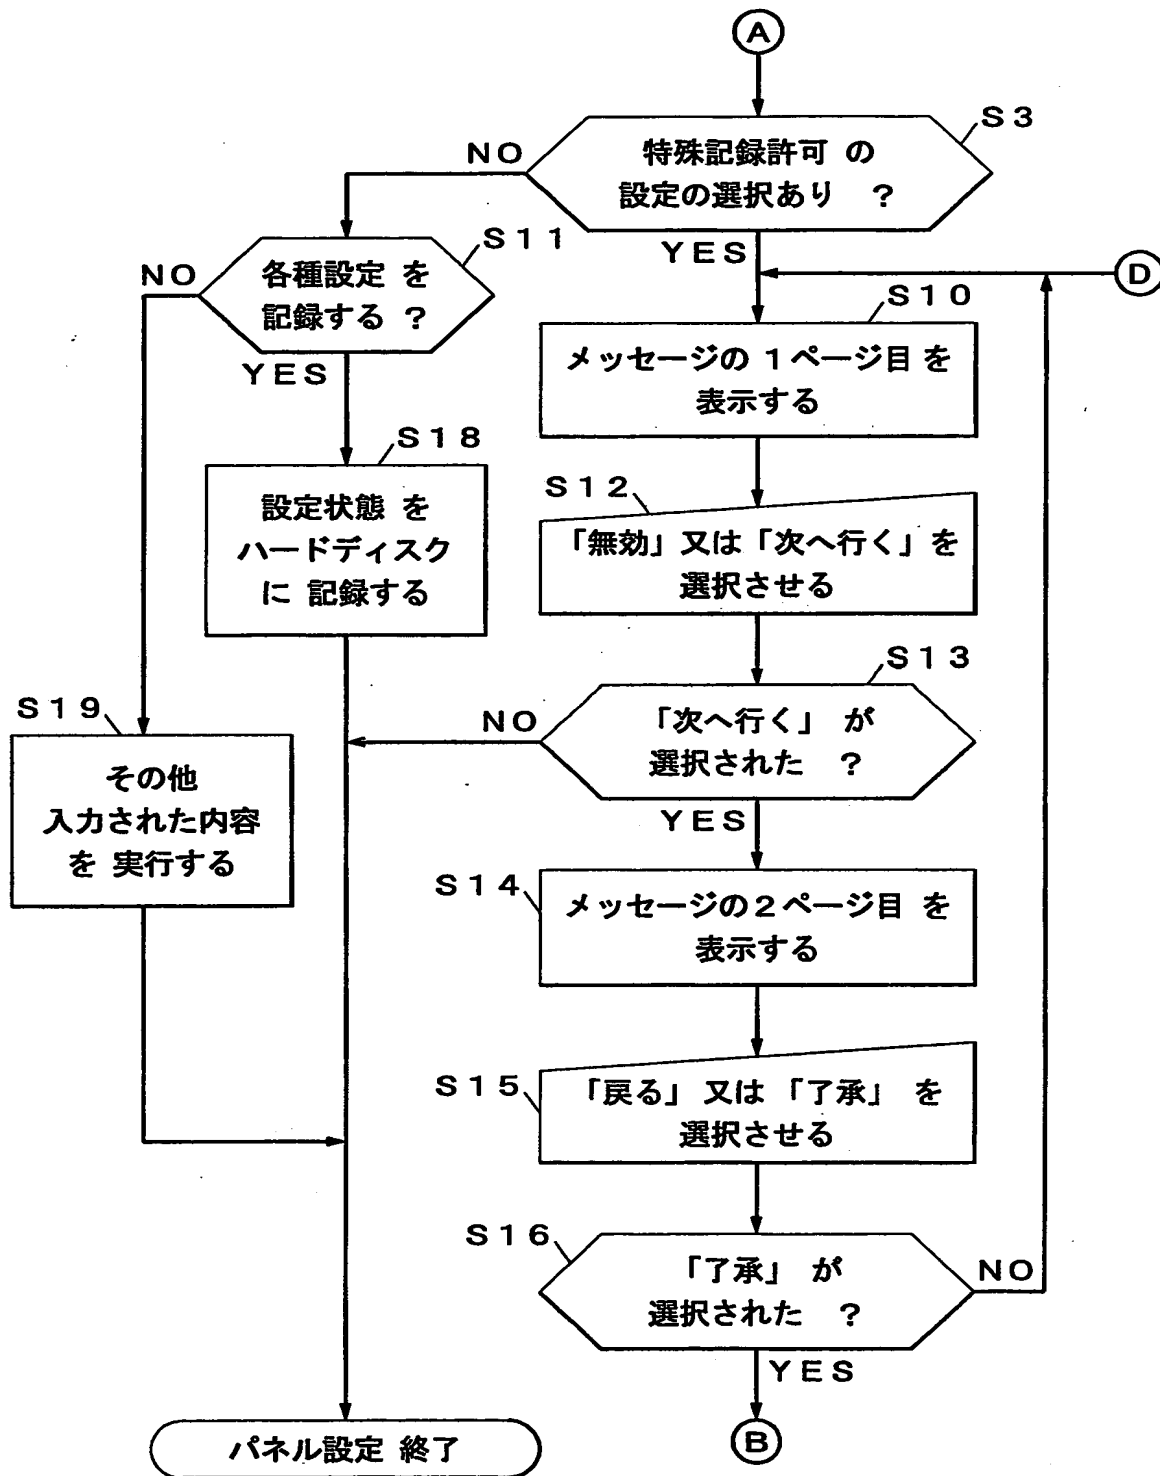 A
S3
特殊記録許可 の
設定の選択あり ?
NO
YES
D
S11
各種設定 を
記録する ?
NO
YES
S10
メッセージの 1ページ目 を
表示する
S18
設定状態 を
ハードディスク
に 記録する
S12
「無効」又は「次へ行く」を
選択させる
S13
「次へ行く」 が
選択された ?
NO
YES
S19
その他
入力された内容
を 実行する
S14
メッセージの2ページ目 を
表示する
S15
「戻る」 又は 「了承」 を
選択させる
S16
「了承」 が
選択された ?
NO
YES
パネル設定 終了
B